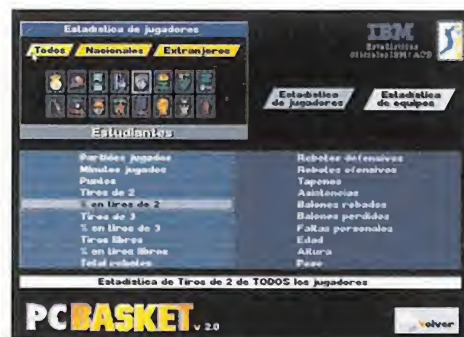 Estadística de jugadores
Todos
Nacionales
Extranjeros
Estudiantes
IBM
Estadísticas
oficiales IBM / ACB
Estadística
de jugadores
Estadística
de equipos
Partidos jugados
Minutos jugados
Puntos
Tiros de 2
% en tiros de 2
Tiros de 3
% en tiros de 3
Tiros libres
% en tiros libres
Total rebotes
Rebotes defensivos
Rebotes ofensivos
Tapones
Asistencias
Balones robados
Balones perdidos
Faltas personales
Edad
Altura
Peso
Estadística de Tiros de 2 de TODOS los jugadores
PCBASKET v 2.0
Volver